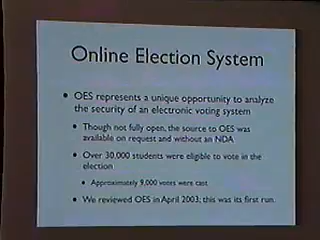 Online Election System
• OES represents a unique opportunity to analyze
the security of an electronic voting system
• Though not fully open, the source to OES was
available on request and without an NDA
• Over 30,000 students were eligible to vote in the
election
• Approximately 9,000 votes were cast
• We reviewed OES in April 2003; this was its first run.